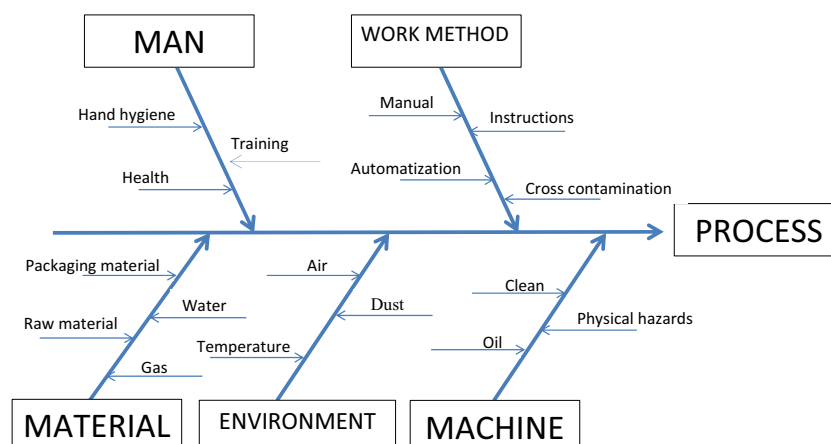 MAN
WORK METHOD
Manual
Hand hygiene
Instructions
Training
Automatization
Health
Cross contamination
PROCESS
Packaging material
Air
Clean
Water
Dust
Raw material
Physical hazards
Temperature
Oil
Gas
MATERIAL
ENVIRONMENT
MACHINE